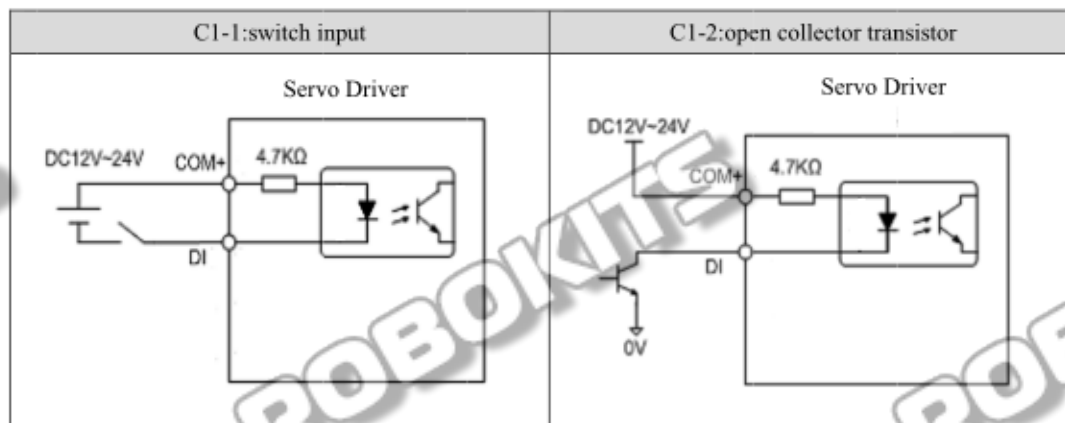 C1-1:switch input
C1-2:open collector transistor
Servo Driver
DC12V~24V
COM+
4.7KΩ
DI
Servo Driver
DC12V~24V
COM+
4.7KΩ
DI
0V
ROBOKITS